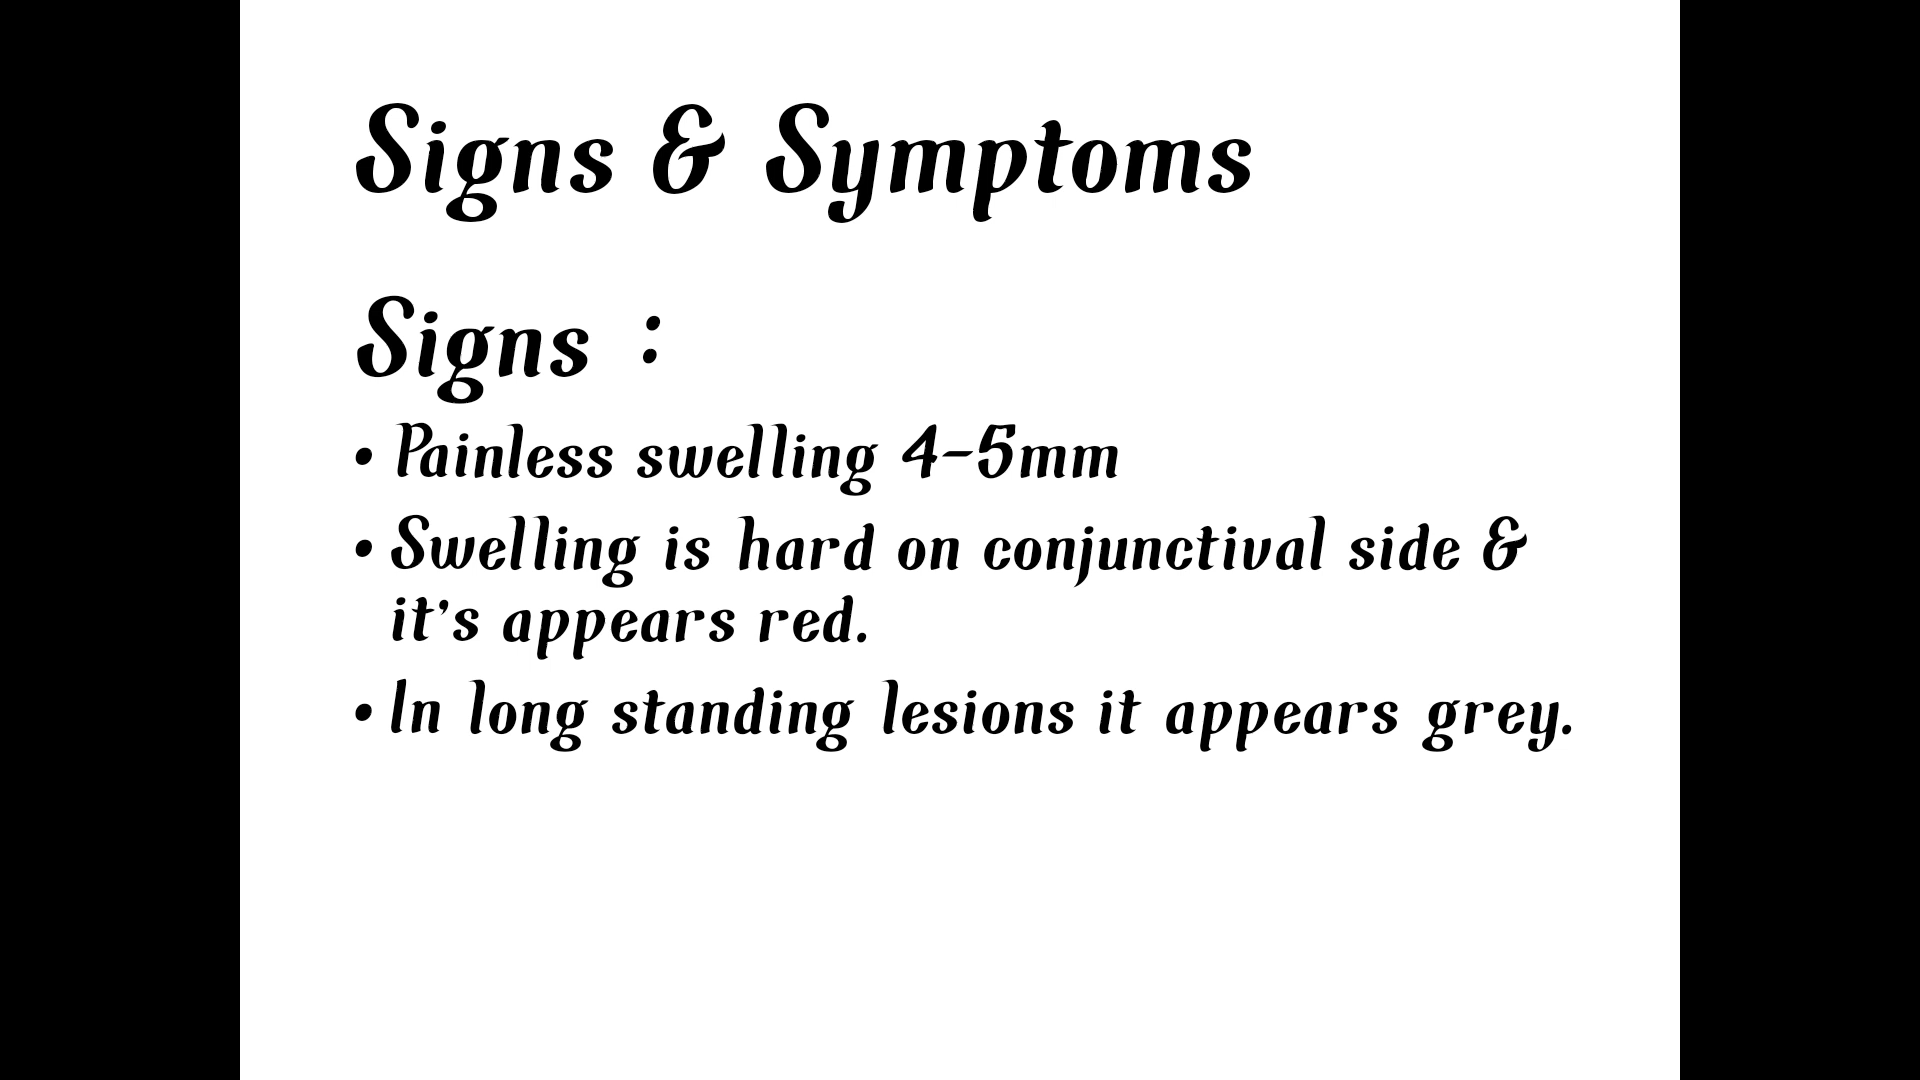 Signs & Symptoms
Signs :
• Painless swelling 4-5mm
• Swelling is hard on conjunctival side &
it's appears red.
• In long standing lesions it appears grey.